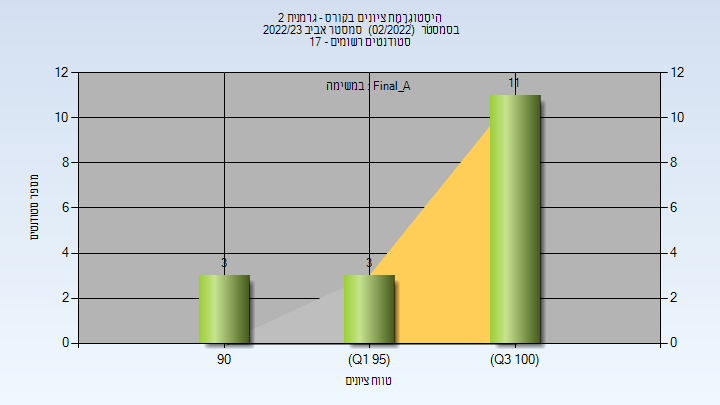 היסטוגרמת ציונים בקורס - גרמנית 2
בסמסטר (02/2022) סמסטר אביב 2022/23
סטודנטים רשומים - 17
במשימה : Final_A
12
10
8
6
4
2
0
12
10
8
6
4
2
0
מספר סטודנטים
3
3
11
90
(Q1 95)
(Q3 100)
טווח ציונים